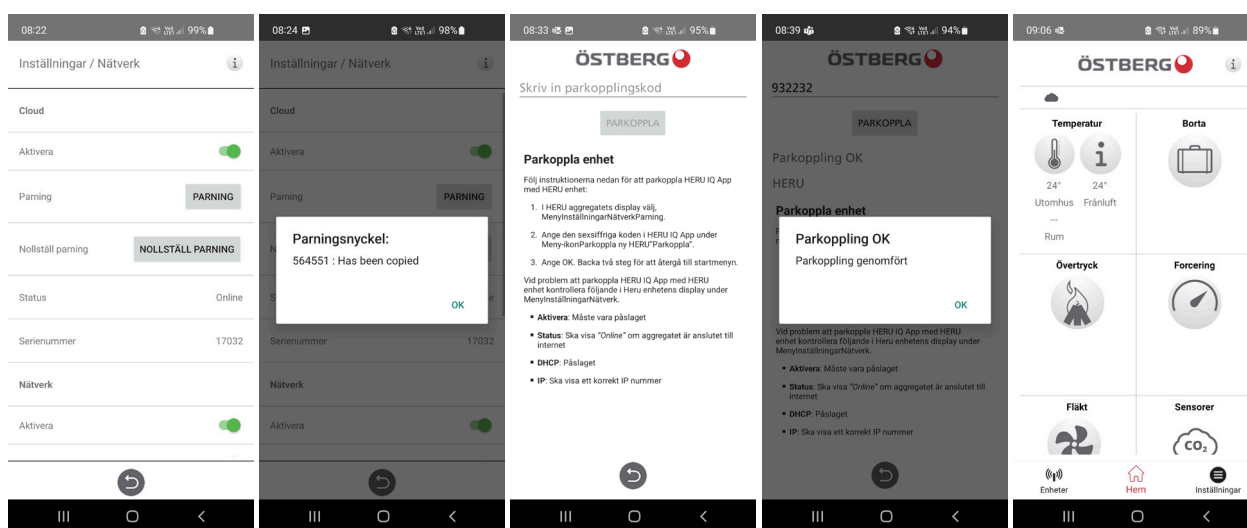 08:22
99%
Inställningar / Nätverk
i
Cloud
Aktivera
Parning
PARNING
Nollställ parning
NOLLSTÄLL PARNING
Status
Online
Serienummer
17032
Nätverk
Aktivera
08:24
98%
Inställningar / Nätverk
i
Cloud
Aktivera
Parning
PARNING
Parningsnyckel:
564551 : Has been copied
OK
Serienummer
17032
Nätverk
Aktivera
08:33
95%
ÖSTBERG
Skriv in parkopplingskod
PARKOPPLA
Parkoppla enhet
Följ instruktionerna nedan för att parkoppla HERU IQ App
med HERU enhet:
1. I HERU aggregatets display välj,
MenyInställningarNätverkParning.
2. Ange den sexsiffriga koden i HERU IQ App under
Meny-ikonParkoppla ny HERU"Parkoppla".
3. Ange OK. Backa två steg för att återgå till startmenyn.
Vid problem att parkoppla HERU IQ App med HERU
enhet kontrollera följande i Heru enhetens display under
MenyInställningarNätverk.
▪ Aktivera: Måste vara påslaget
▪ Status: Ska visa "Online" om aggregatet är anslutet till
internet
▪ DHCP: Påslaget
▪ IP: Ska visa ett korrekt IP nummer
08:39
94%
ÖSTBERG
932232
PARKOPPLA
Parkoppling OK
HERU
Parkoppla enhet
Parkoppling OK
Parkoppling genomfört
OK
Vid problem att parkoppla HERU IQ App med HERU
enhet kontrollera följande i Heru enhetens display under
MenyInställningarNätverk.
▪ Aktivera: Måste vara påslaget
▪ Status: Ska visa "Online" om aggregatet är anslutet till
internet
▪ DHCP: Påslaget
▪ IP: Ska visa ett korrekt IP nummer
09:06
89%
ÖSTBERG
i
Temperatur
Borta
i
24°
24°
Utomhus
Frånluft
---
Rum
Övertryck
Forcering
Fläkt
Sensorer
CO₂
Enheter
Hem
Inställningar